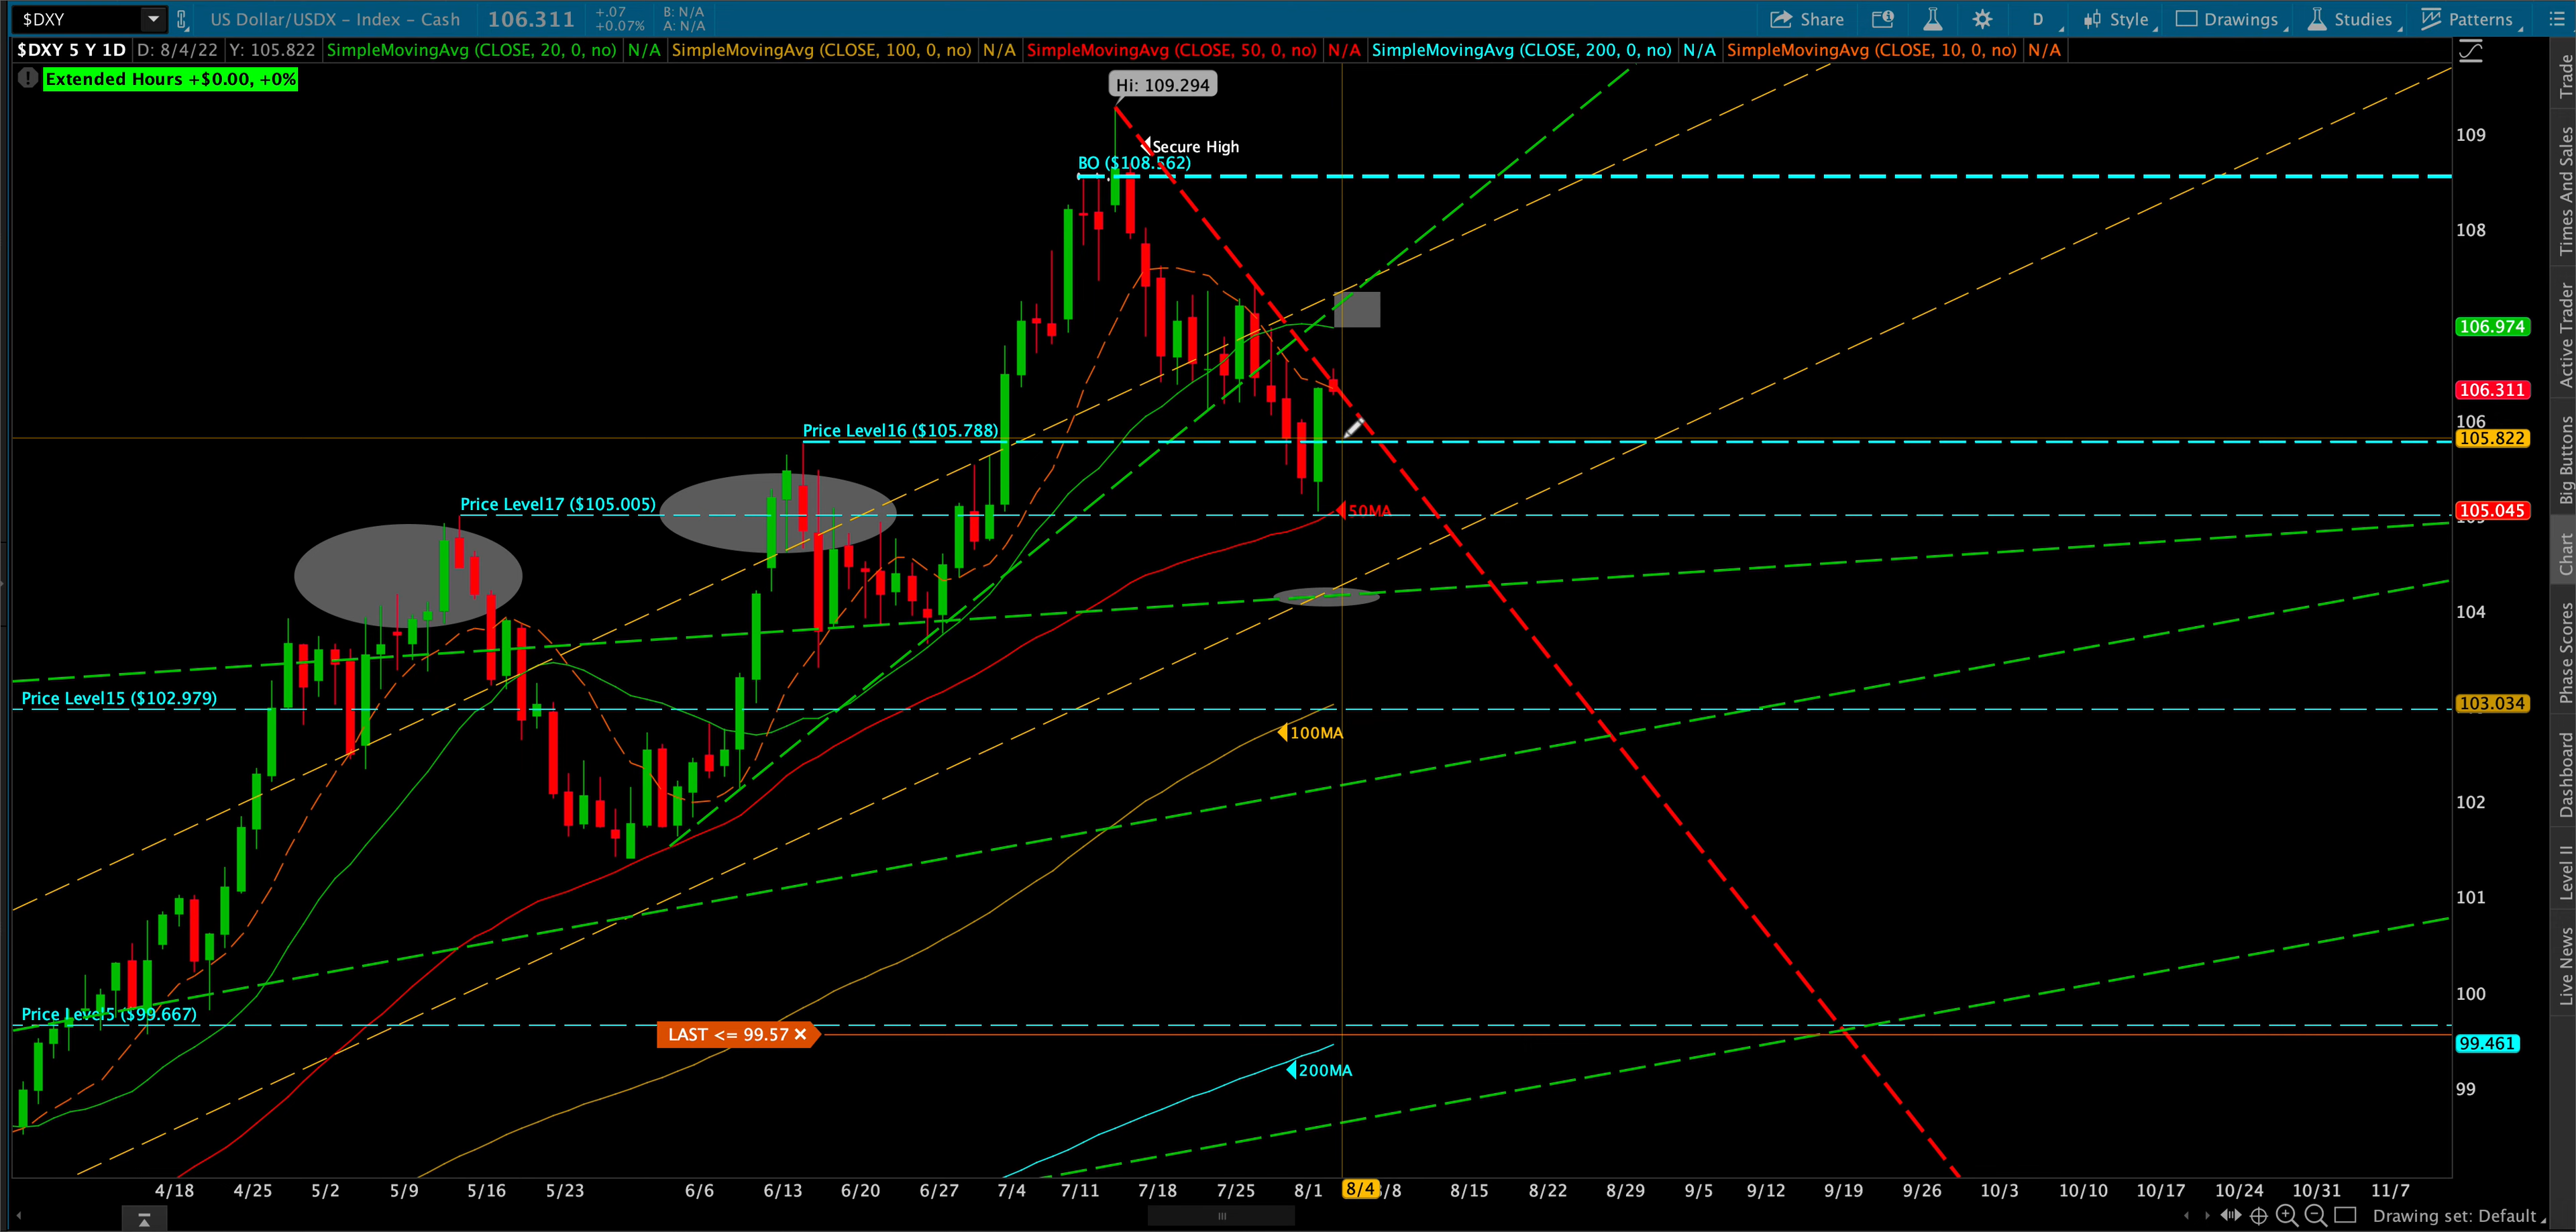 $DXY US Dollar/USDX - Index - Cash 106.311 +.07 +0.07% B: N/A A: N/A Share D Style Drawings Studies Patterns
$DXY 5 Y 1D D: 8/4/22 Y: 105.822 SimpleMovingAvg (CLOSE, 20, 0, no) N/A SimpleMovingAvg (CLOSE, 100, 0, no) N/A SimpleMovingAvg (CLOSE, 50, 0, no) N/A SimpleMovingAvg (CLOSE, 200, 0, no) N/A SimpleMovingAvg (CLOSE, 10, 0, no) N/A
Extended Hours +$0.00, +0%
Hi: 109.294
Secure High
BO ($108.562)
Price Level16 ($105.788)
Price Level17 ($105.005)
50MA
Price Level15 ($102.979)
100MA
Price Level5 ($99.667)
LAST <= 99.57
200MA
109
108
106.974
106.311
106
105.822
105.045
104
103.034
102
101
100
99.461
99
4/18 4/25 5/2 5/9 5/16 5/23 6/6 6/13 6/20 6/27 7/4 7/11 7/18 7/25 8/1 8/4 /8 8/15 8/22 8/29 9/5 9/12 9/19 9/26 10/3 10/10 10/17 10/24 10/31 11/7
Drawing set: Default
Trade
Times And Sales
Active Trader
Big Buttons
Chart
Phase Scores
Dashboard
Level II
Live News